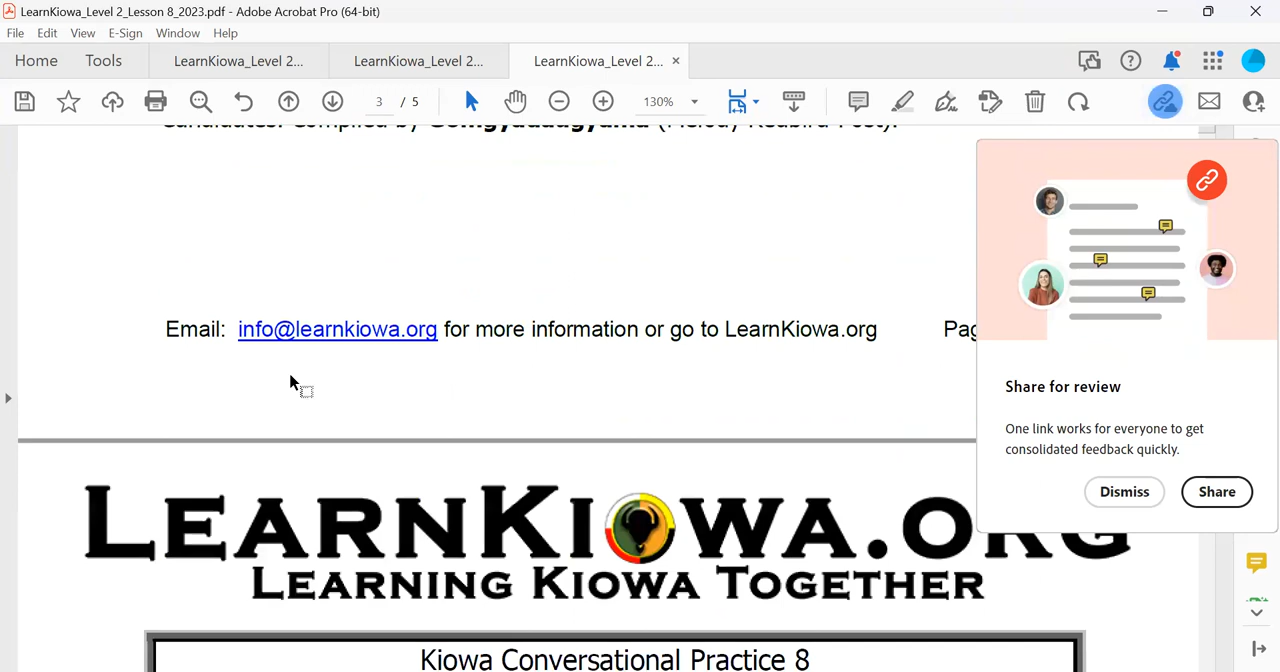 LearnKiowa_Level 2_Lesson 8_2023.pdf - Adobe Acrobat Pro (64-bit)
File Edit View E-Sign Window Help
Home Tools LearnKiowa_Level 2... LearnKiowa_Level 2... LearnKiowa_Level 2... ×
3 / 5 130%
Compiled by
Email: info@learnkiowa.org for more information or go to LearnKiowa.org Pag
Share for review
One link works for everyone to get
consolidated feedback quickly.
Dismiss Share
LEARNKIOWA.ORG
LEARNING KIOWA TOGETHER
Kiowa Conversational Practice 8